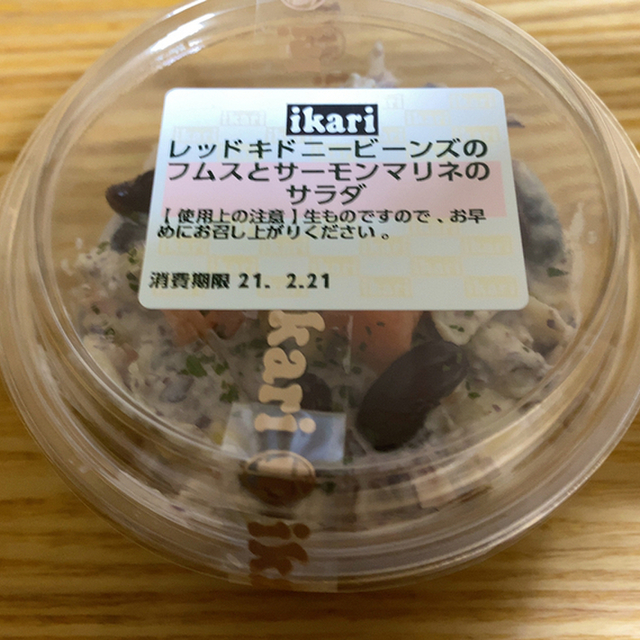 ikari
レッドキドニービーンズの
フムスとサーモンマリネの
サラダ
【使用上の注意】生ものですので、お早
めにお召し上がりください。
消費期限 21. 2.21
ikari
ik